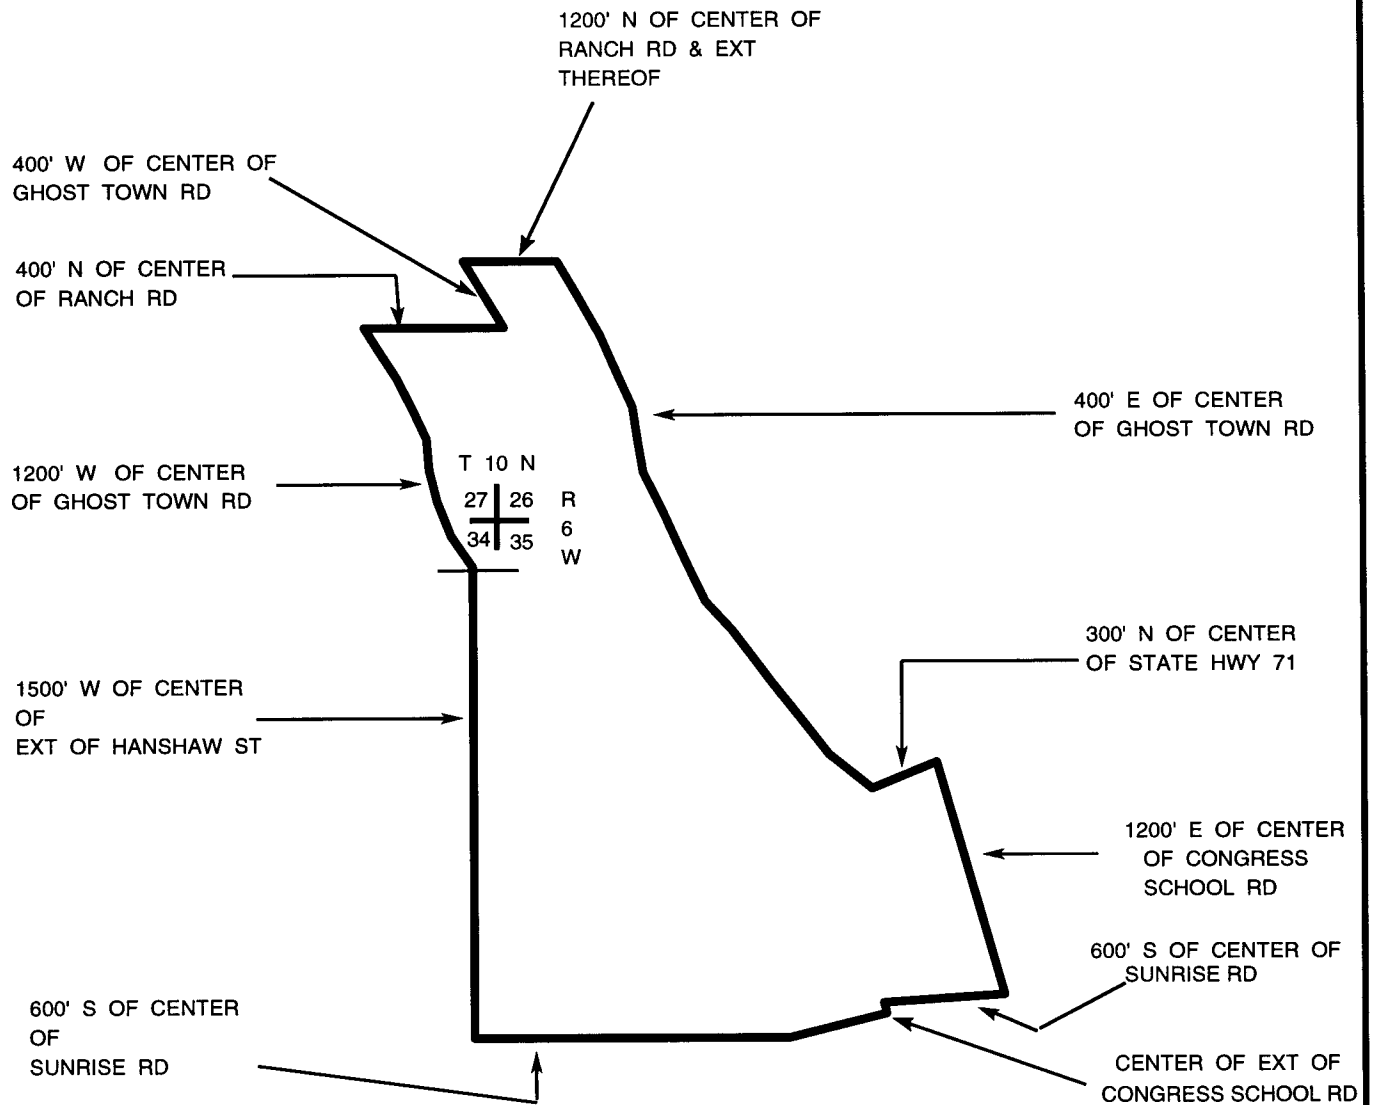 1200' N OF CENTER OF
RANCH RD & EXT
THEREOF
400' W OF CENTER OF
GHOST TOWN RD
400' N OF CENTER
OF RANCH RD
400' E OF CENTER
OF GHOST TOWN RD
1200' W OF CENTER
OF GHOST TOWN RD
T 10 N
27 26
34 35
R
6
W
300' N OF CENTER
OF STATE HWY 71
1500' W OF CENTER
OF
EXT OF HANSHAW ST
1200' E OF CENTER
OF CONGRESS
SCHOOL RD
600' S OF CENTER OF
SUNRISE RD
600' S OF CENTER
OF
SUNRISE RD
CENTER OF EXT OF
CONGRESS SCHOOL RD